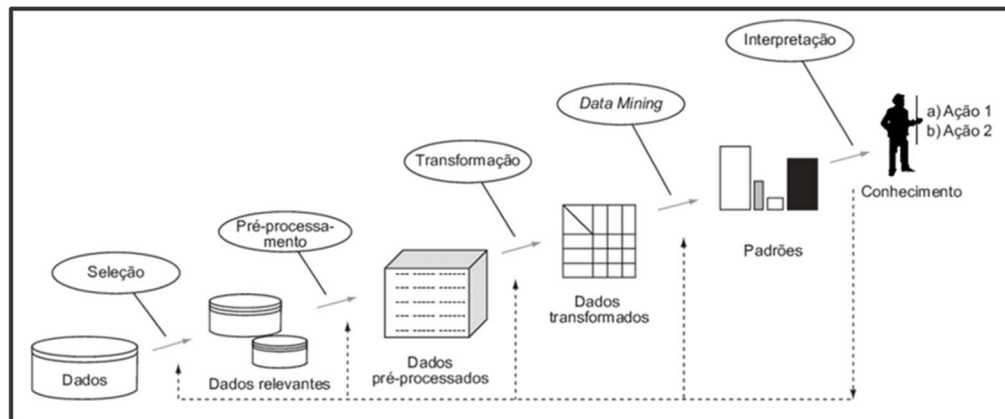 Interpretação
a) Ação 1
b) Ação 2
Data Mining
Conhecimento
Transformação
Padrões
Pré-processa-
mento
Dados
transformados
Seleção
Dados
pré-processados
Dados relevantes
Dados